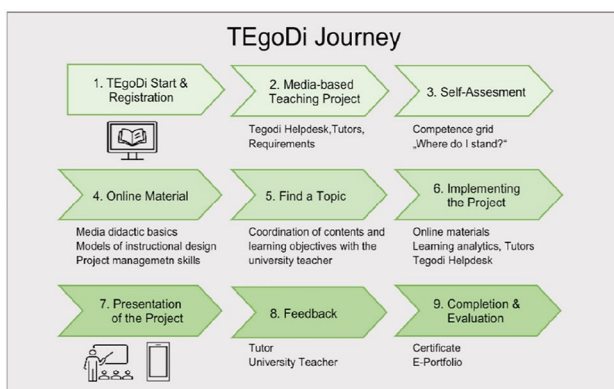 TEgoDi Journey
1. TEgoDi Start &
Registration
2. Media-based
Teaching Project
Tegodi Helpdesk,Tutors,
Requirements
3. Self-Assesment
Competence grid
„Where do I stand?“
4. Online Material
Media didactic basics
Models of instructional design
Project managemetn skills
5. Find a Topic
Coordination of contents and
learning objectives with the
university teacher
6. Implementing
the Project
Online materials
Learning analytics, Tutors
Tegodi Helpdesk
7. Presentation
of the Project
8. Feedback
Tutor
University Teacher
9. Completion &
Evaluation
Certificate
E-Portfolio